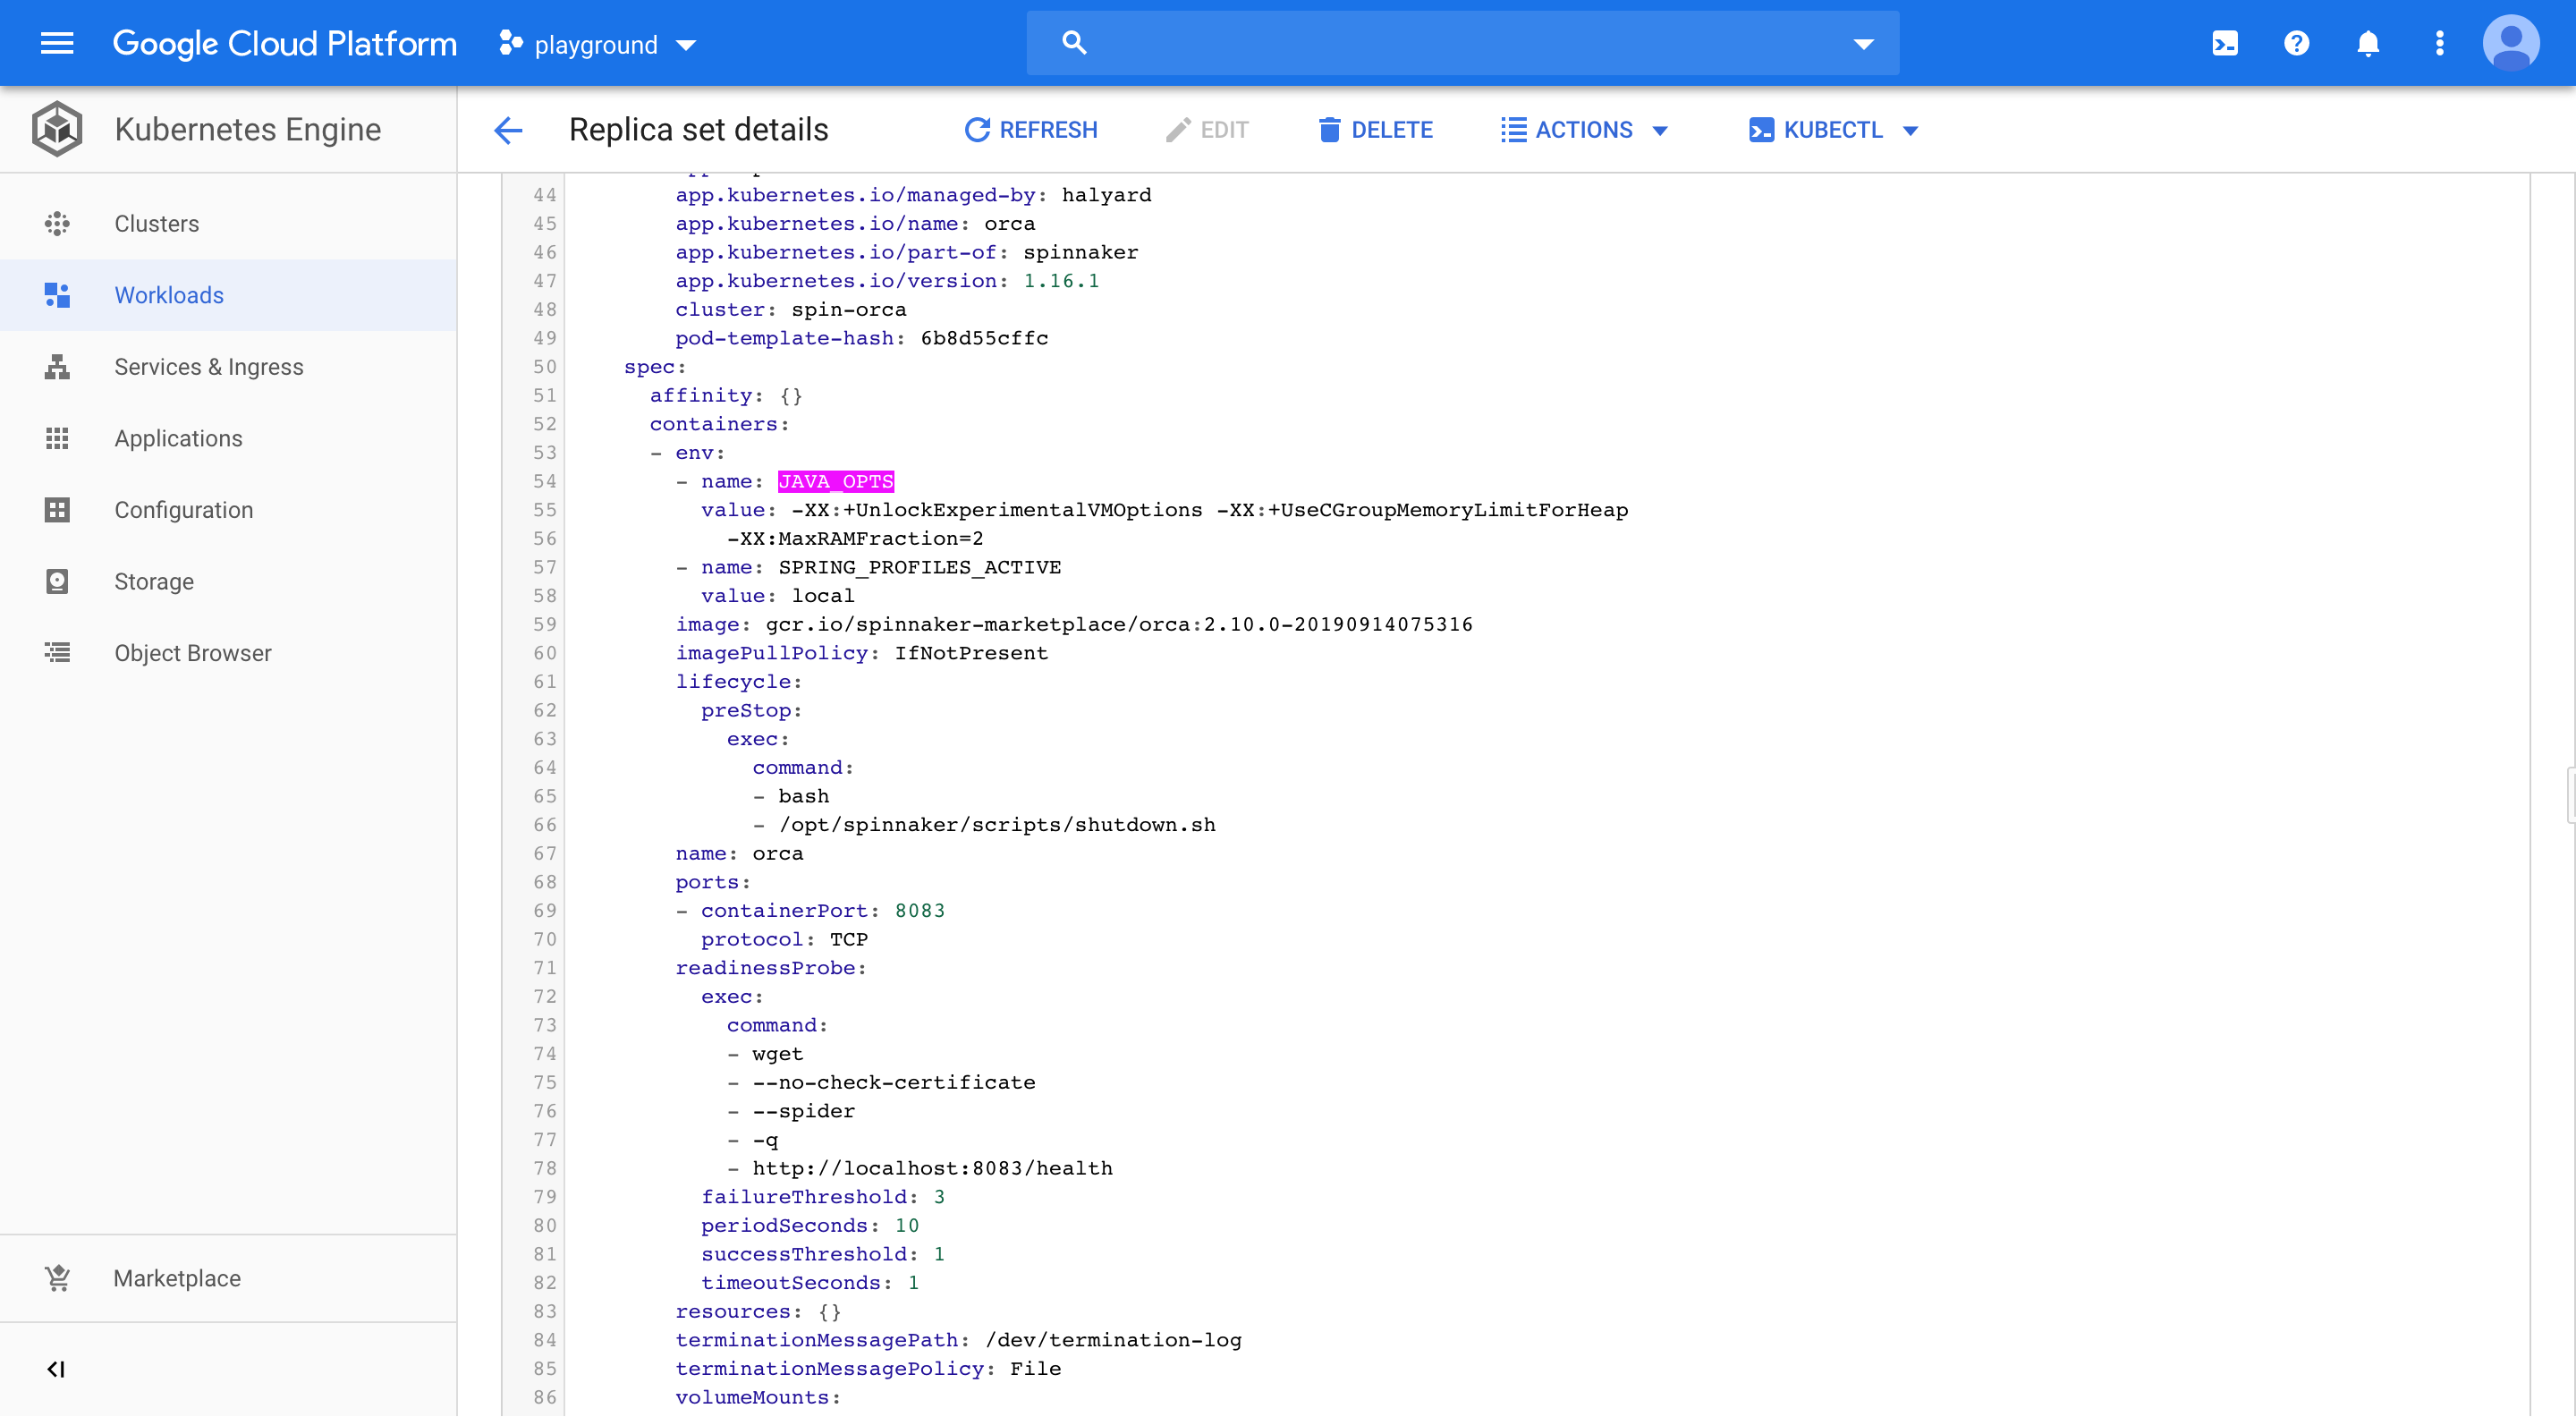 Google Cloud Platform
playground
Kubernetes Engine
Replica set details
REFRESH
EDIT
DELETE
ACTIONS
KUBECTL
Clusters
Workloads
Services & Ingress
Applications
Configuration
Storage
Object Browser
Marketplace
44 app.kubernetes.io/managed-by: halyard
45 app.kubernetes.io/name: orca
46 app.kubernetes.io/part-of: spinnaker
47 app.kubernetes.io/version: 1.16.1
48 cluster: spin-orca
49 pod-template-hash: 6b8d55cffc
50 spec:
51 affinity: {}
52 containers:
53 - env:
54 - name: JAVA_OPTS
55 value: -XX:+UnlockExperimentalVMOptions -XX:+UseCGroupMemoryLimitForHeap
56 -XX:MaxRAMFraction=2
57 - name: SPRING_PROFILES_ACTIVE
58 value: local
59 image: gcr.io/spinnaker-marketplace/orca:2.10.0-20190914075316
60 imagePullPolicy: IfNotPresent
61 lifecycle:
62 preStop:
63 exec:
64 command:
65 - bash
66 - /opt/spinnaker/scripts/shutdown.sh
67 name: orca
68 ports:
69 - containerPort: 8083
70 protocol: TCP
71 readinessProbe:
72 exec:
73 command:
74 - wget
75 - --no-check-certificate
76 - --spider
77 - -q
78 - http://localhost:8083/health
79 failureThreshold: 3
80 periodSeconds: 10
81 successThreshold: 1
82 timeoutSeconds: 1
83 resources: {}
84 terminationMessagePath: /dev/termination-log
85 terminationMessagePolicy: File
86 volumeMounts: